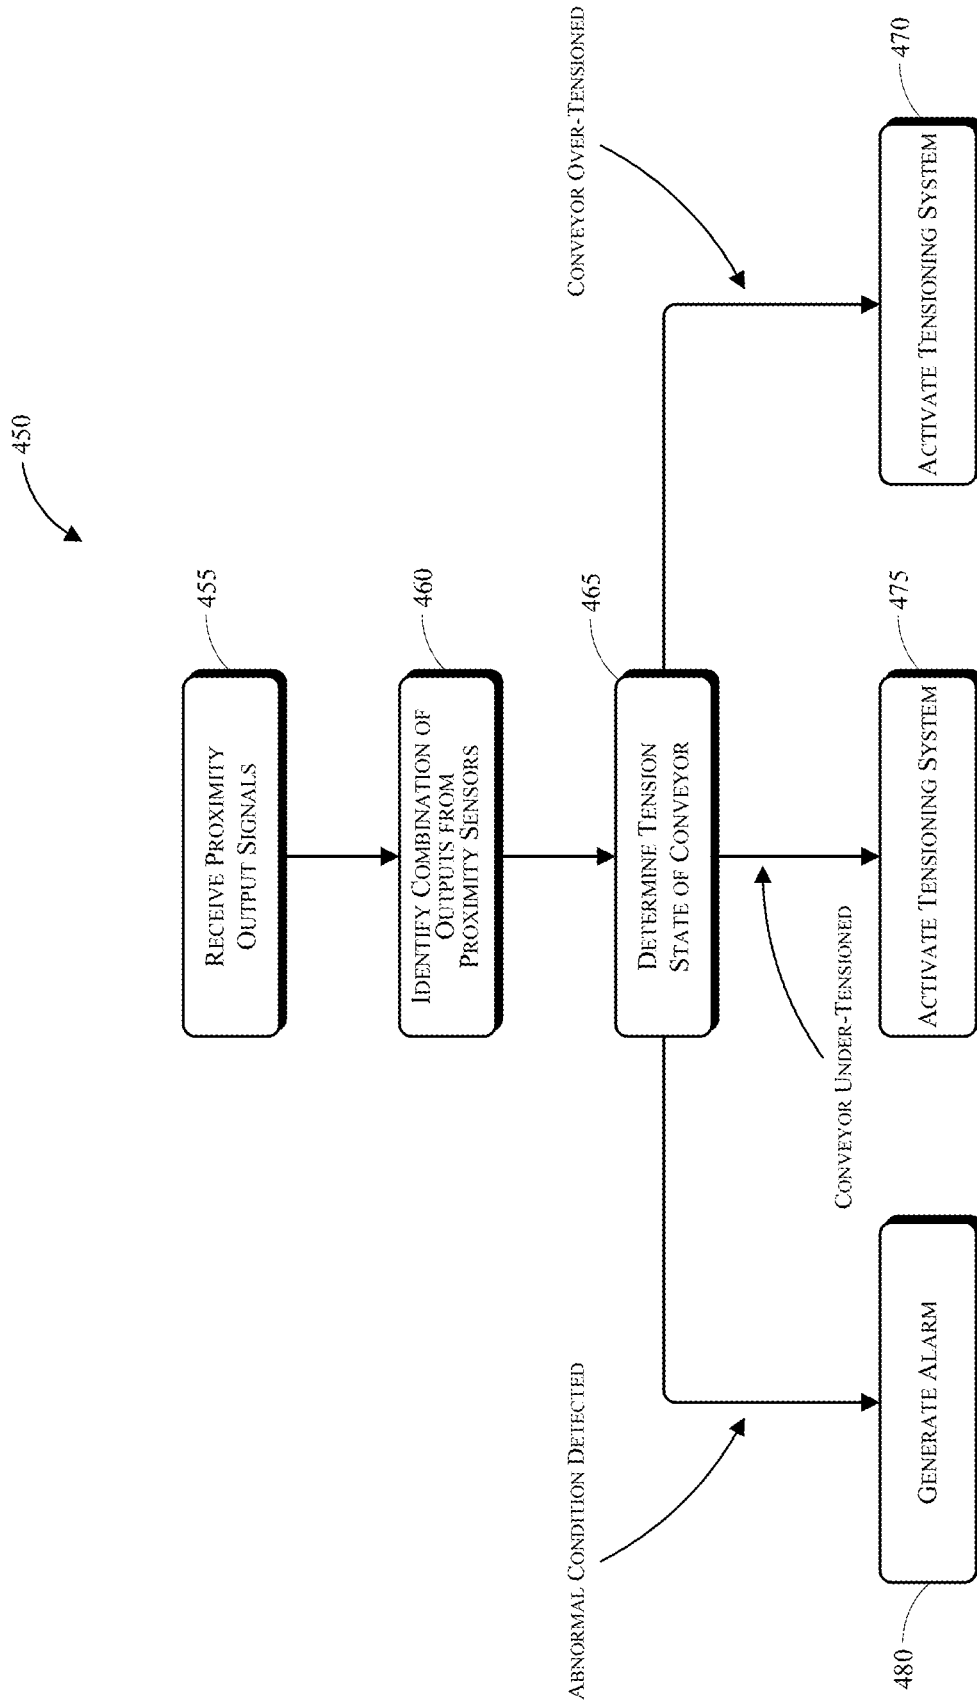 450
RECEIVE PROXIMITY
OUTPUT SIGNALS
455
IDENTIFY COMBINATION OF
OUTPUTS FROM
PROXIMITY SENSORS
460
DETERMINE TENSION
STATE OF CONVEYOR
465
ABNORMAL CONDITION DETECTED
CONVEYOR UNDER-TENSIONED
CONVEYOR OVER-TENSIONED
GENERATE ALARM
480
ACTIVATE TENSIONING SYSTEM
475
ACTIVATE TENSIONING SYSTEM
470